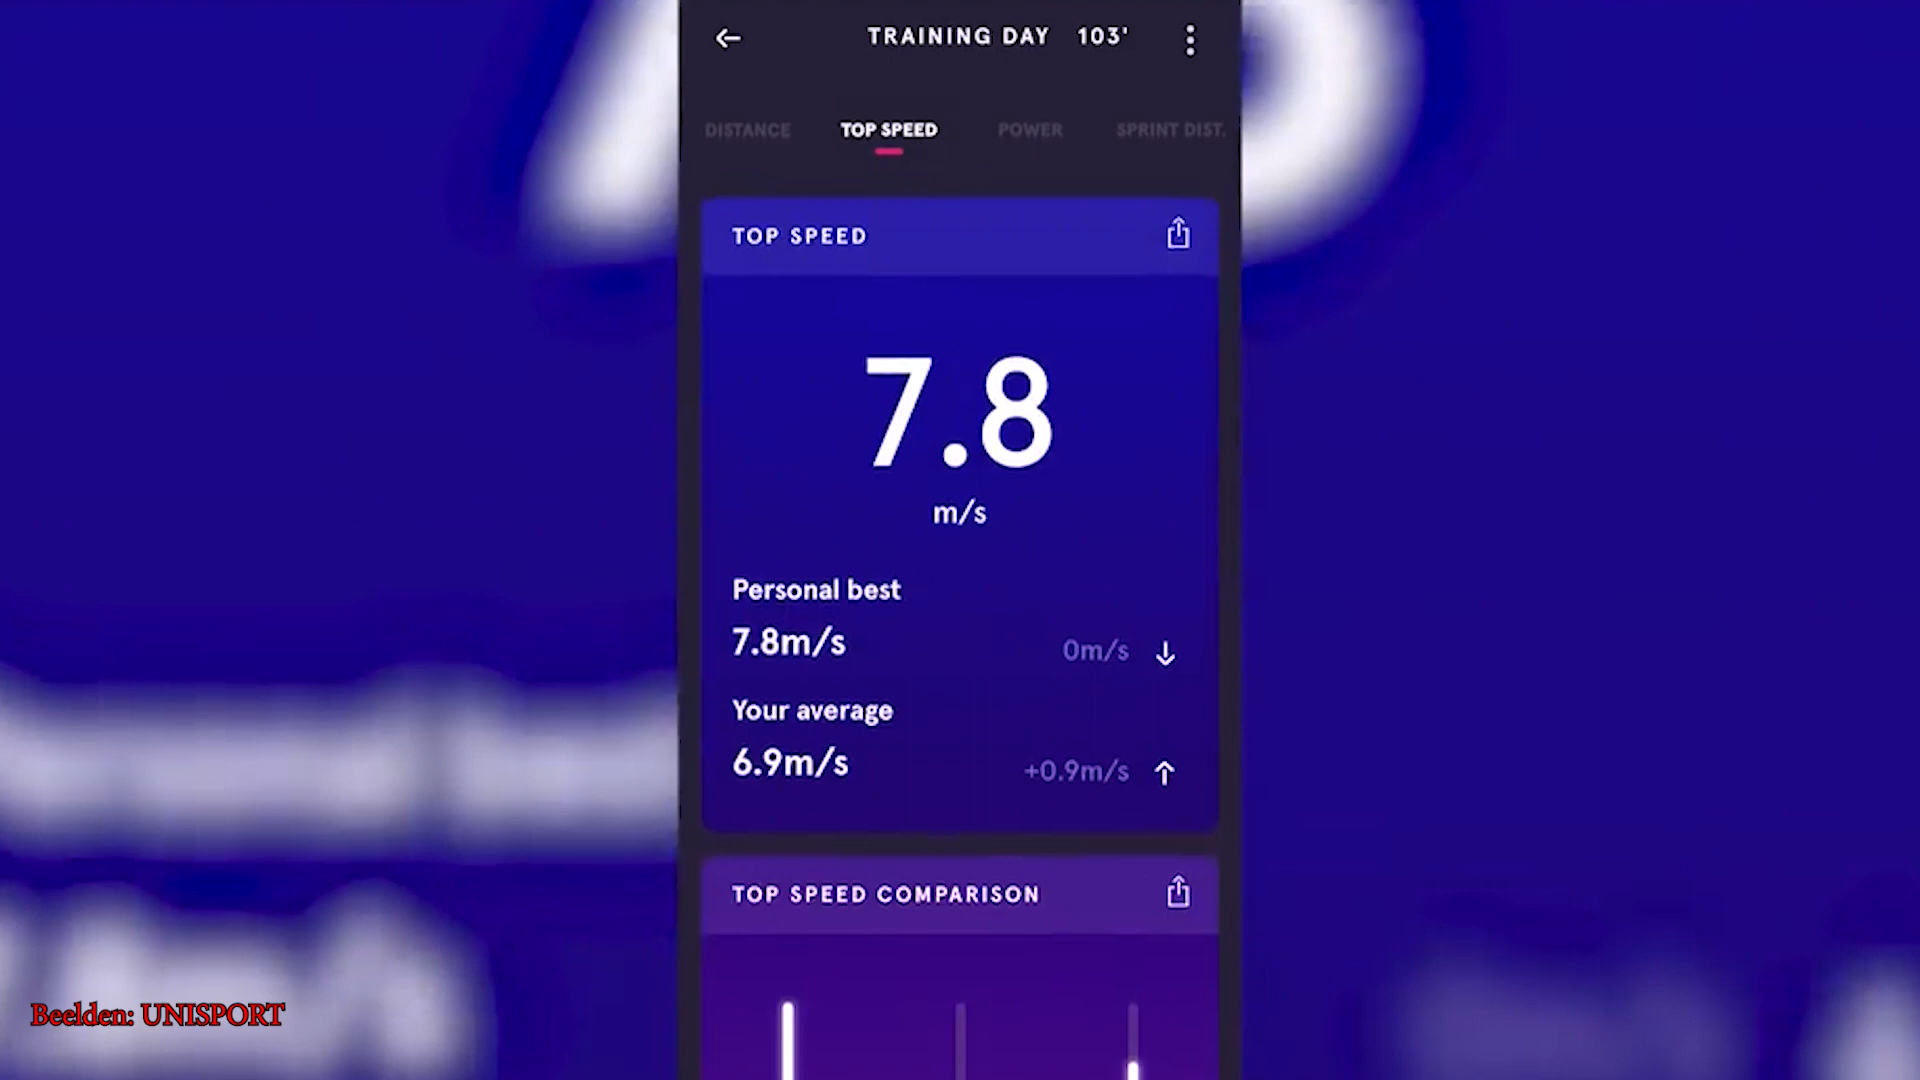 TRAINING DAY 103'
DISTANCE TOP SPEED POWER SPRINT DIST.
TOP SPEED
7.8
m/s
Personal best
7.8m/s 0m/s ↓
Your average
6.9m/s +0.9m/s ↑
TOP SPEED COMPARISON
Beelden: UNISPORT